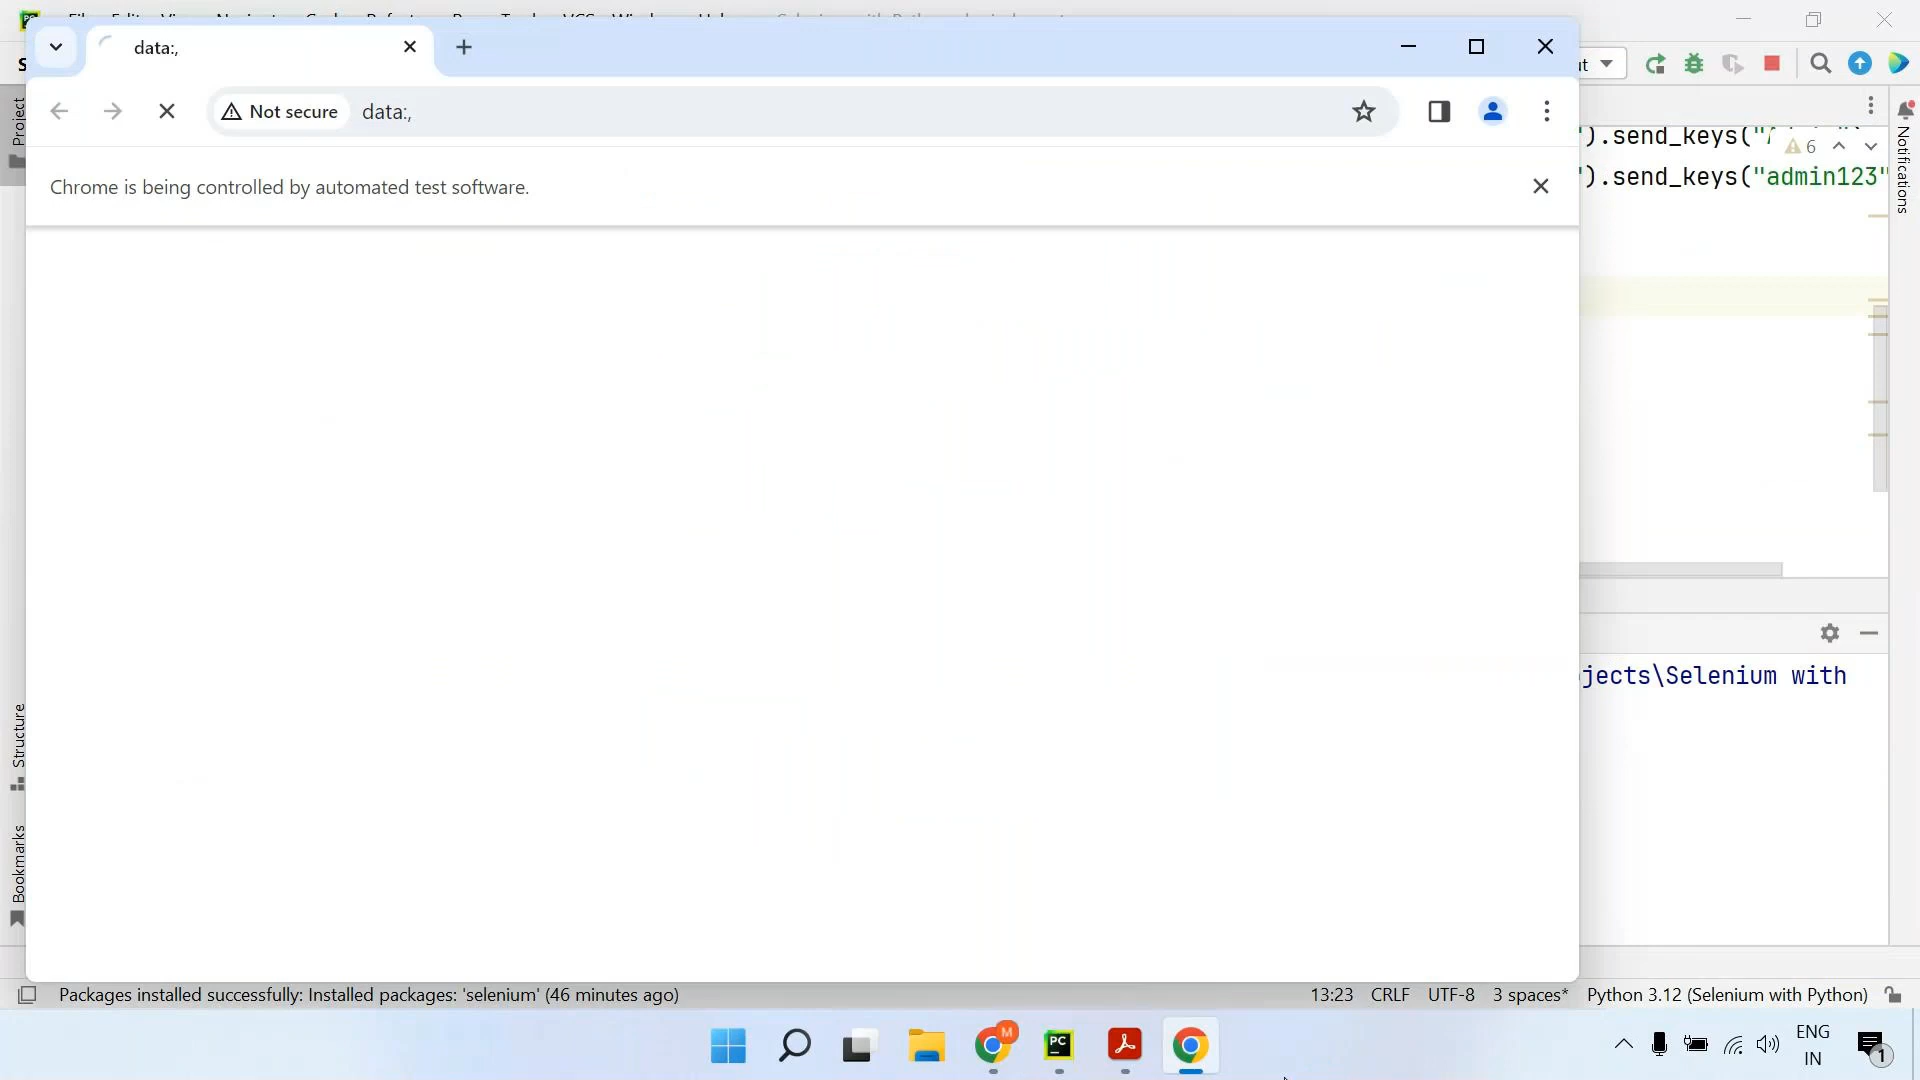 data:,
Not secure data:,
Chrome is being controlled by automated test software.
6
").send_keys("
").send_keys("admin123"
Project
Notifications
Structure
Bookmarks
jects\Selenium with
Packages installed successfully: Installed packages: 'selenium' (46 minutes ago)
13:23 CRLF UTF-8 3 spaces* Python 3.12 (Selenium with Python)
M
PC
ENG
IN
1